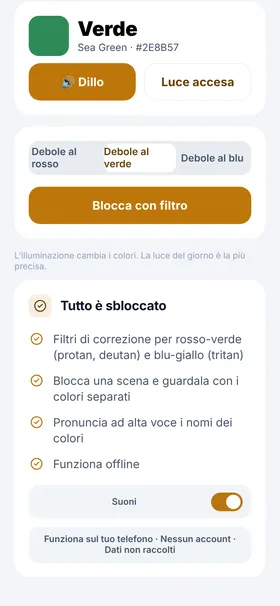 Verde
Sea Green · #2E8B57
🔊 Dillo
Luce accesa
Debole al
rosso
Debole al
verde
Debole al blu
Blocca con filtro
L'illuminazione cambia i colori. La luce del giorno è la più
precisa.
Tutto è sbloccato
Filtri di correzione per rosso-verde
(protan, deutan) e blu-giallo (tritan)
Blocca una scena e guardala con i
colori separati
Pronuncia ad alta voce i nomi dei
colori
Funziona offline
Suoni
Funziona sul tuo telefono · Nessun account ·
Dati non raccolti